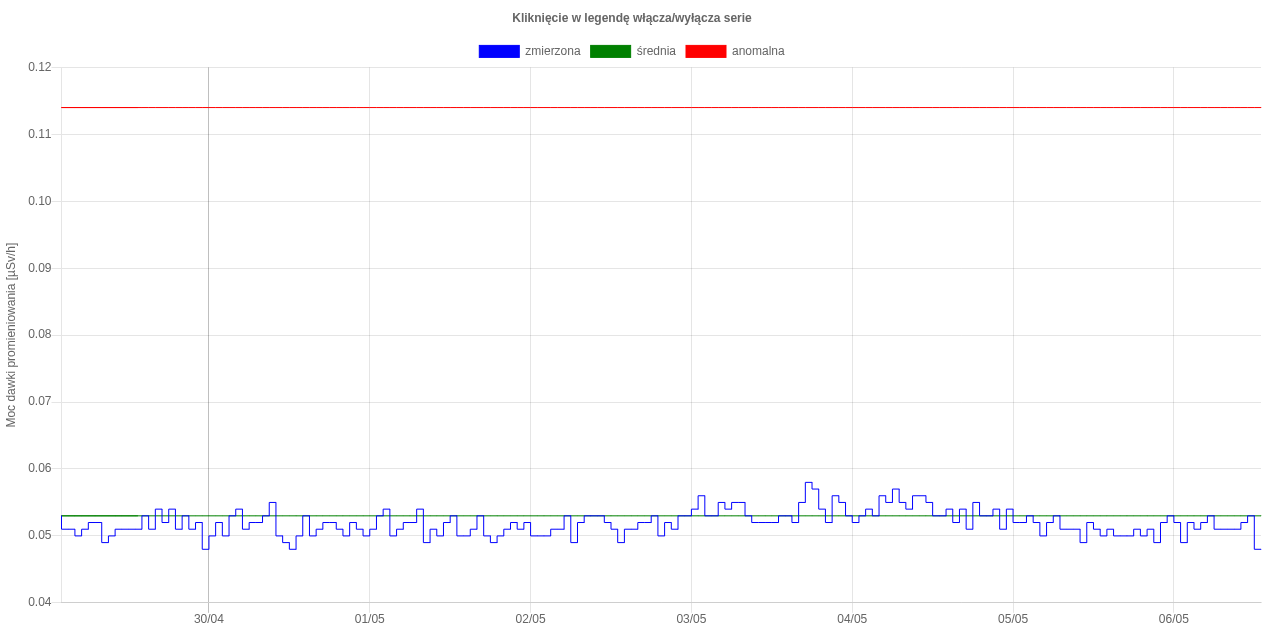 Kliknięcie w legendę włącza/wyłącza serie
zmierzona średnia anomalna
Moc dawki promieniowania [µSv/h]
0.12
0.11
0.10
0.09
0.08
0.07
0.06
0.05
0.04
30/04 01/05 02/05 03/05 04/05 05/05 06/05